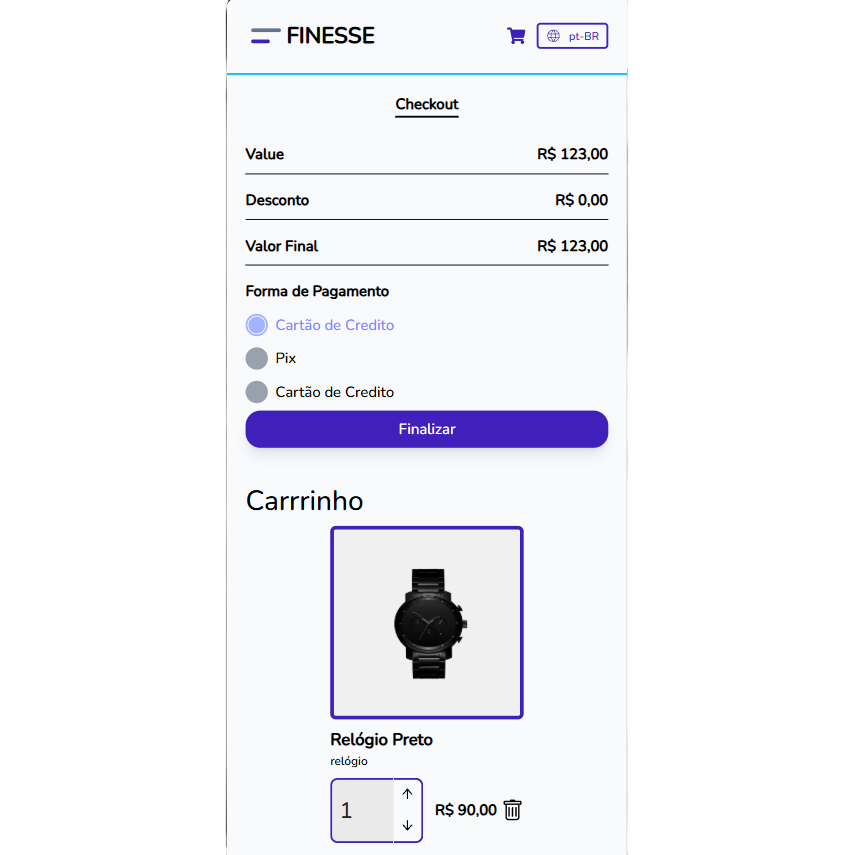 FINESSE
pt-BR
Checkout
Value R$ 123,00
Desconto R$ 0,00
Valor Final R$ 123,00
Forma de Pagamento
Cartão de Credito
Pix
Cartão de Credito
Finalizar
Carrrinho
Relógio Preto
relógio
1
R$ 90,00